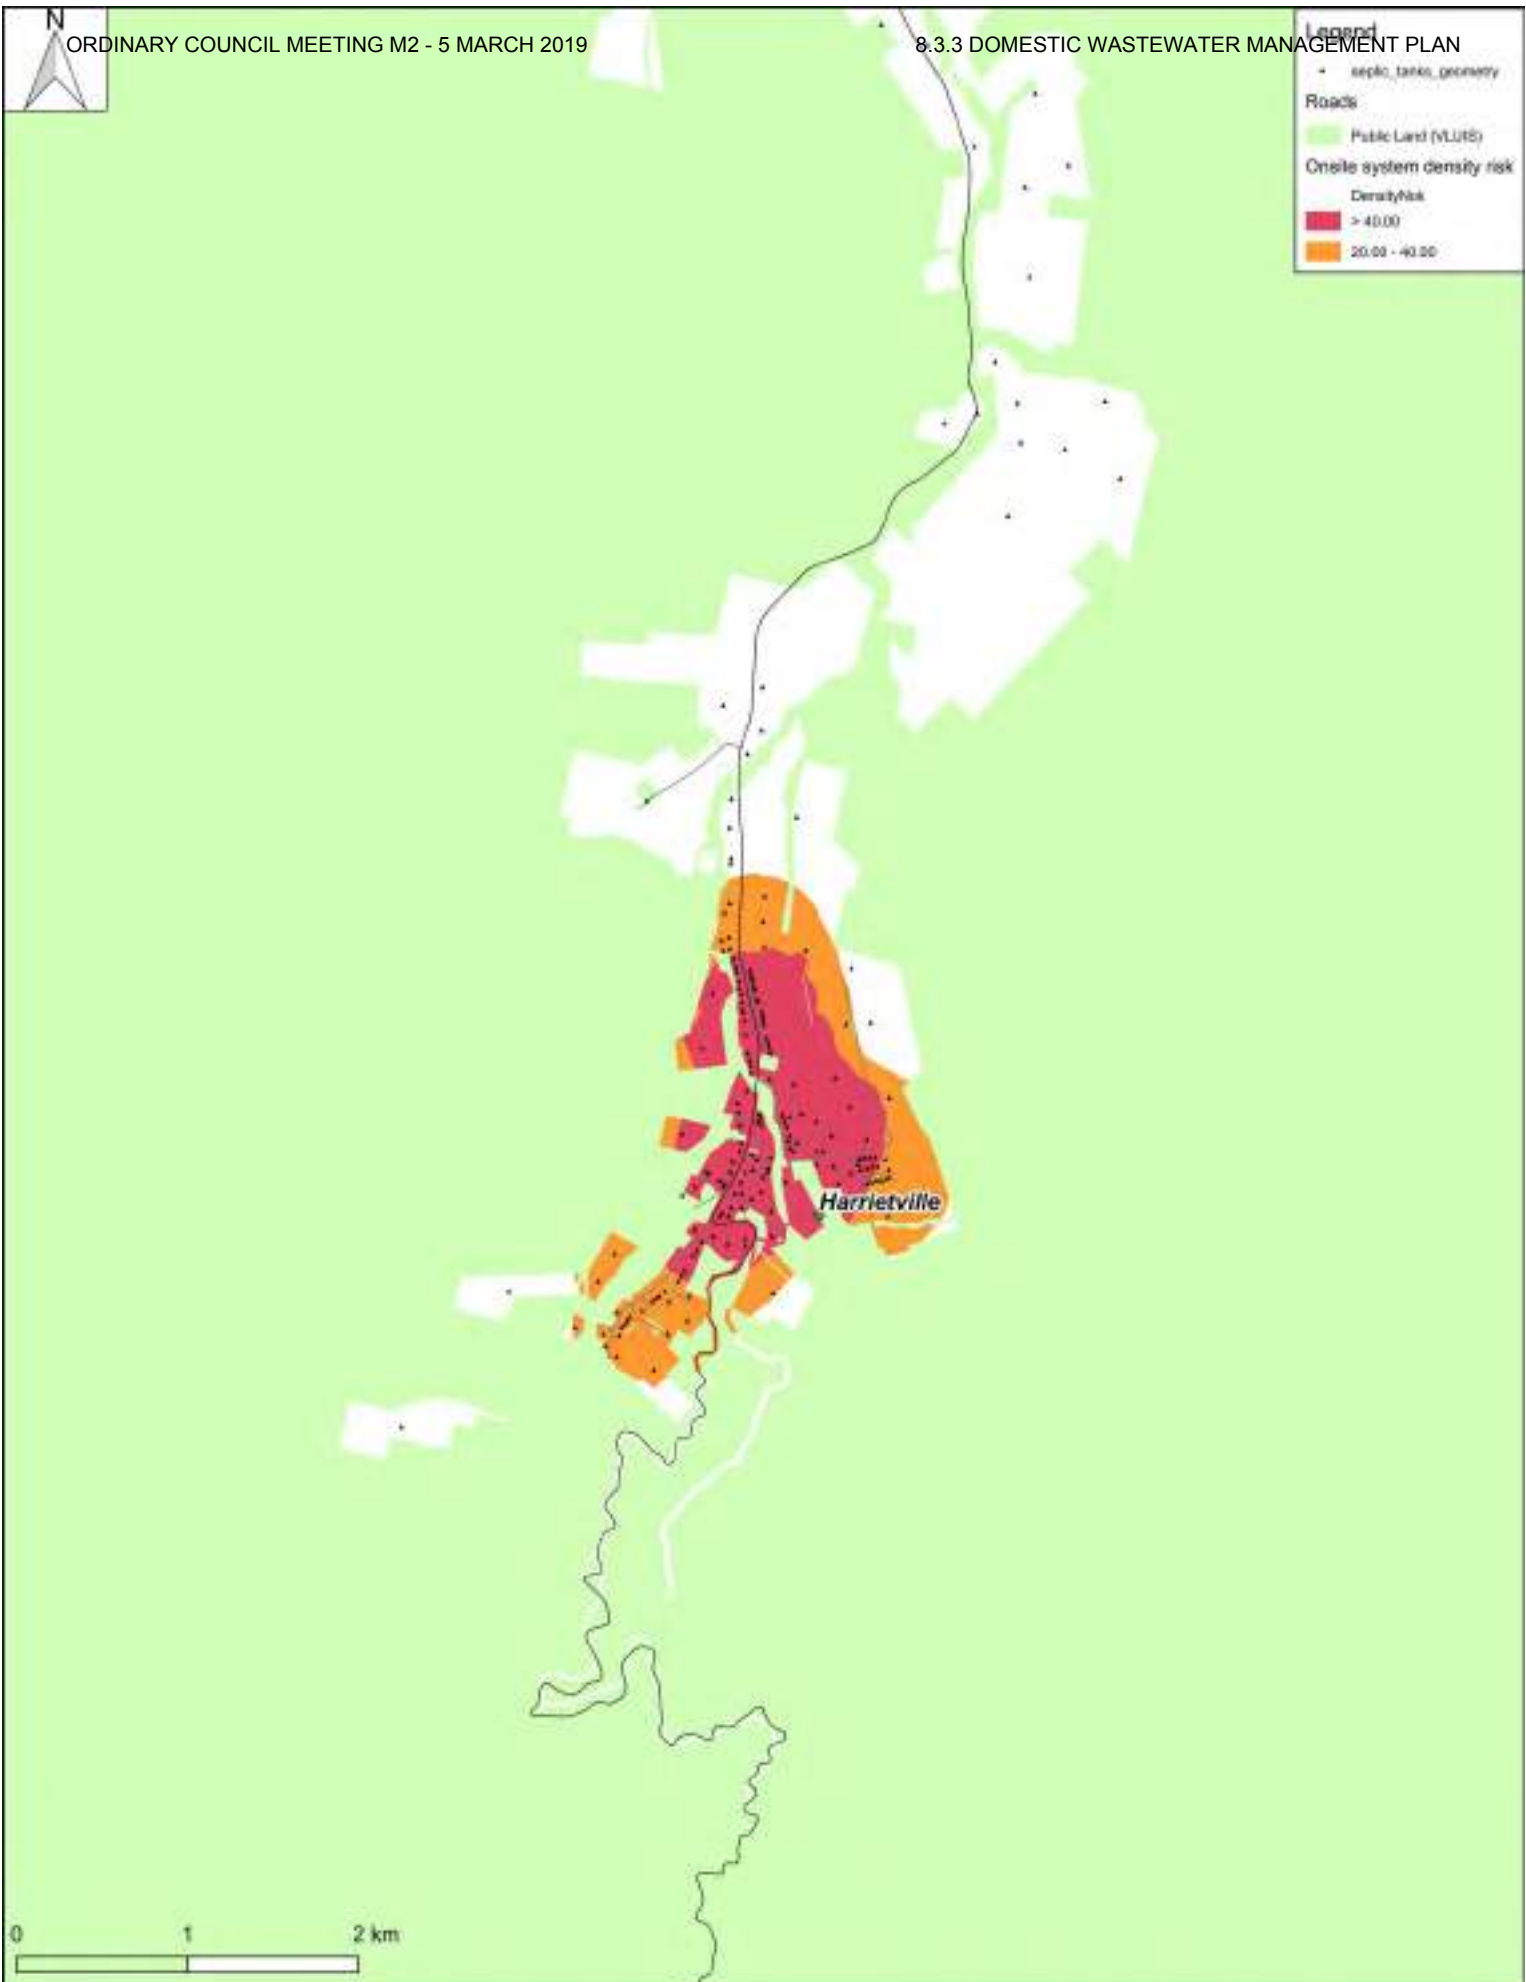 N
ORDINARY COUNCIL MEETING M2 - 5 MARCH 2019
8.3.3 DOMESTIC WASTEWATER MANAGEMENT PLAN
Legend
septic_tanks_geometry
Roads
Public Land (VLUIS)
Onsite system density risk
> 40.00
20.00 - 40.00
Harrietville
0 1 2 km